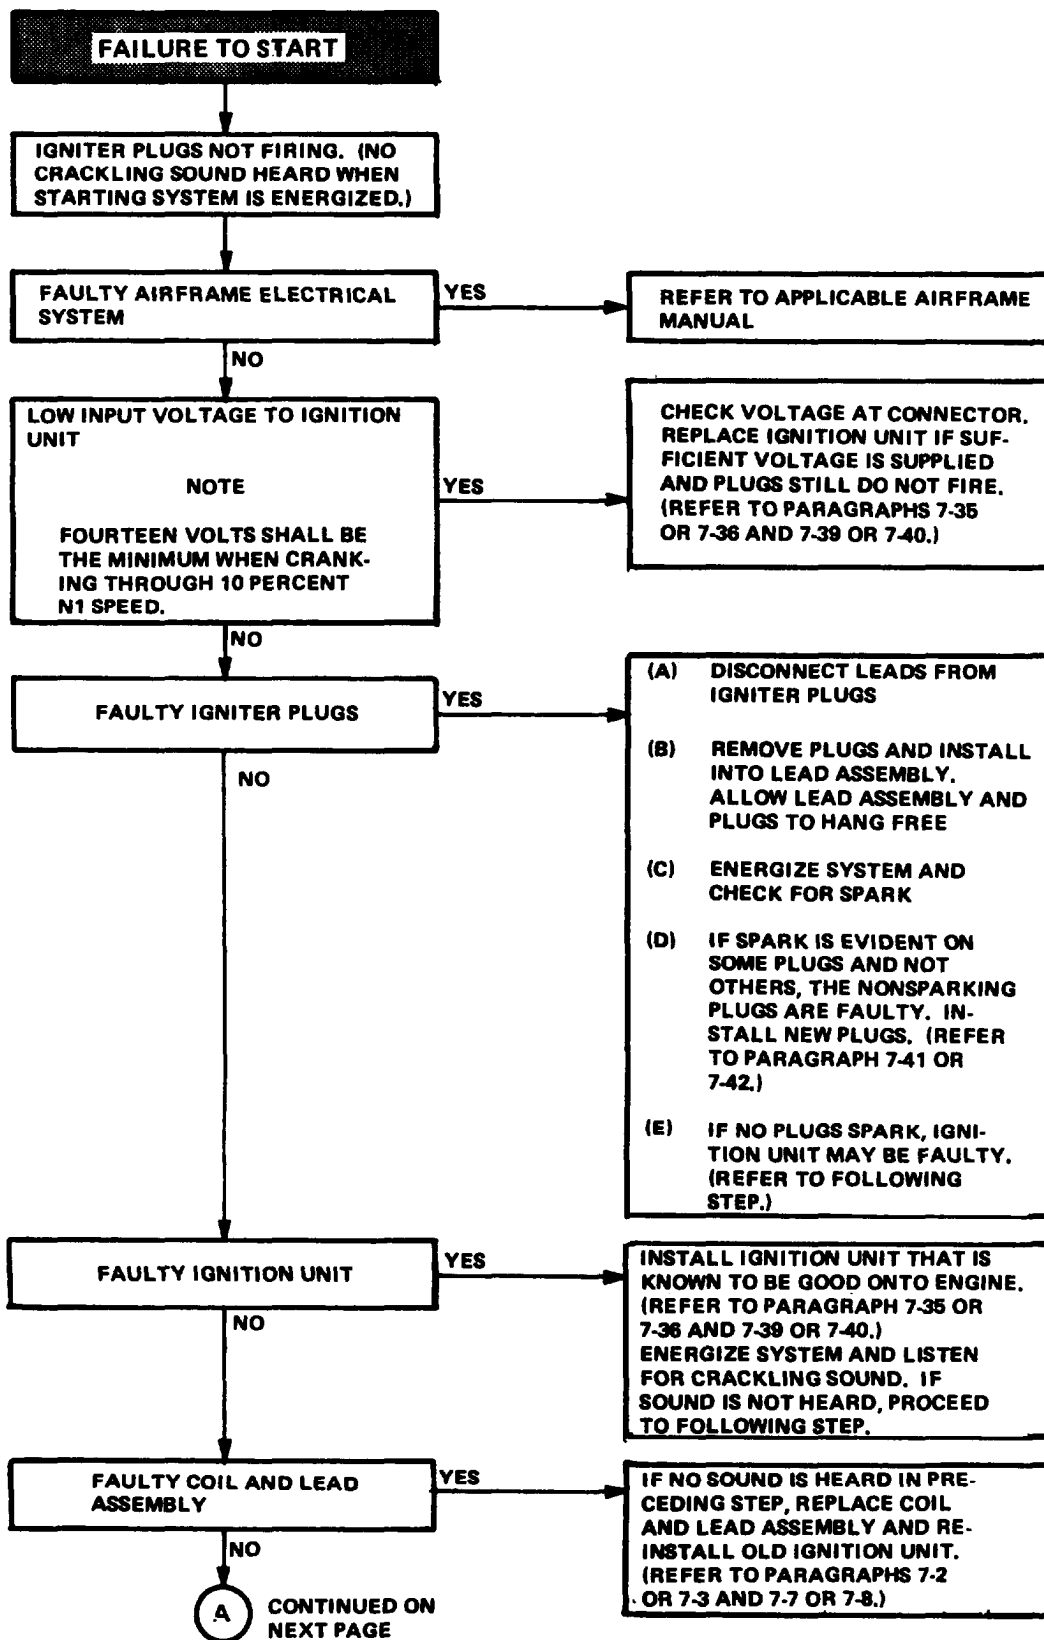 FAILURE TO START
IGNITER PLUGS NOT FIRING. (NO
CRACKLING SOUND HEARD WHEN
STARTING SYSTEM IS ENERGIZED.)
FAULTY AIRFRAME ELECTRICAL
SYSTEM
YES
REFER TO APPLICABLE AIRFRAME
MANUAL
NO
LOW INPUT VOLTAGE TO IGNITION
UNIT
NOTE
FOURTEEN VOLTS SHALL BE
THE MINIMUM WHEN CRANK-
ING THROUGH 10 PERCENT
N1 SPEED.
YES
CHECK VOLTAGE AT CONNECTOR.
REPLACE IGNITION UNIT IF SUF-
FICIENT VOLTAGE IS SUPPLIED
AND PLUGS STILL DO NOT FIRE.
(REFER TO PARAGRAPHS 7-35
OR 7-36 AND 7-39 OR 7-40.)
NO
FAULTY IGNITER PLUGS
YES
(A) DISCONNECT LEADS FROM
IGNITER PLUGS
(B) REMOVE PLUGS AND INSTALL
INTO LEAD ASSEMBLY.
ALLOW LEAD ASSEMBLY AND
PLUGS TO HANG FREE
(C) ENERGIZE SYSTEM AND
CHECK FOR SPARK
(D) IF SPARK IS EVIDENT ON
SOME PLUGS AND NOT
OTHERS, THE NONSPARKING
PLUGS ARE FAULTY. IN-
STALL NEW PLUGS. (REFER
TO PARAGRAPH 7-41 OR
7-42.)
(E) IF NO PLUGS SPARK, IGNI-
TION UNIT MAY BE FAULTY.
(REFER TO FOLLOWING
STEP.)
NO
FAULTY IGNITION UNIT
YES
INSTALL IGNITION UNIT THAT IS
KNOWN TO BE GOOD ONTO ENGINE.
(REFER TO PARAGRAPH 7-35 OR
7-36 AND 7-39 OR 7-40.)
ENERGIZE SYSTEM AND LISTEN
FOR CRACKLING SOUND. IF
SOUND IS NOT HEARD, PROCEED
TO FOLLOWING STEP.
NO
FAULTY COIL AND LEAD
ASSEMBLY
YES
IF NO SOUND IS HEARD IN PRE-
CEDING STEP, REPLACE COIL
AND LEAD ASSEMBLY AND RE-
INSTALL OLD IGNITION UNIT.
(REFER TO PARAGRAPHS 7-2
OR 7-3 AND 7-7 OR 7-8.)
NO
A
CONTINUED ON
NEXT PAGE